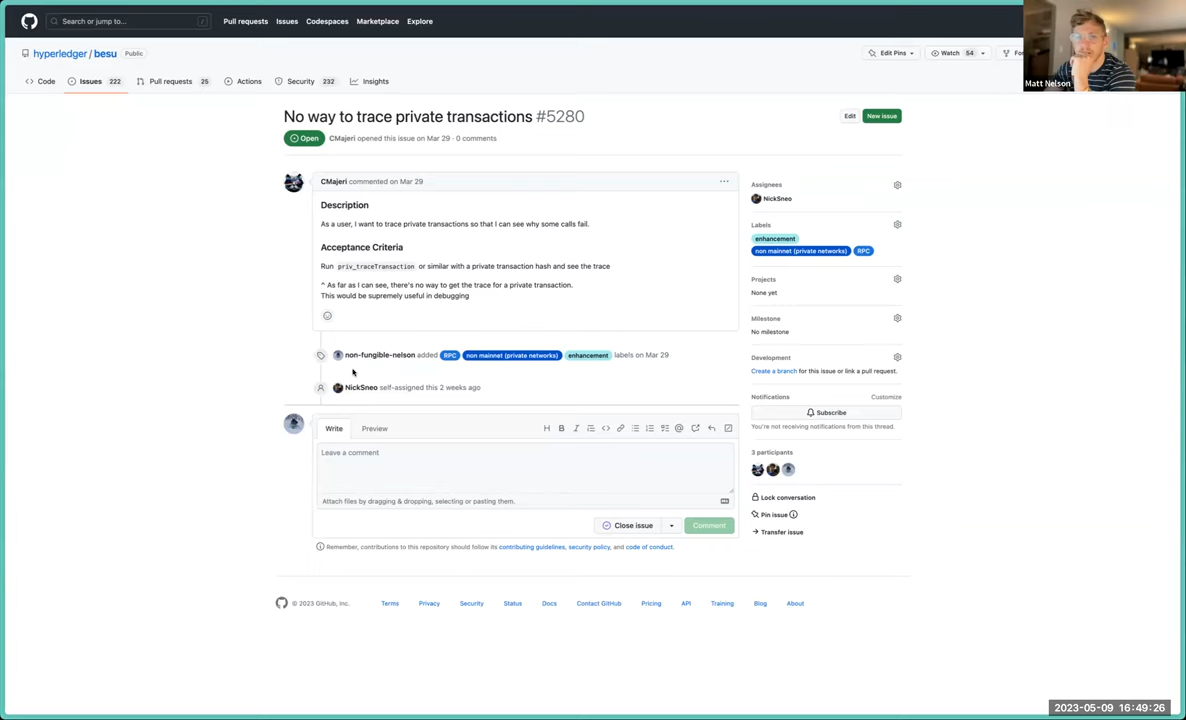 Search or jump to...
/
Pull requests
Issues
Codespaces
Marketplace
Explore
Matt Nelson
hyperledger / besu
Public
Edit Pins
Watch 54
Code
Issues 222
Pull requests 25
Actions
Security 232
Insights
No way to trace private transactions #5280
Edit
New issue
Open
CMajeri opened this issue on Mar 29 · 0 comments
CMajeri commented on Mar 29
Description
As a user, I want to trace private transactions so that I can see why some calls fail.
Acceptance Criteria
Run priv_traceTransaction or similar with a private transaction hash and see the trace
^ As far as I can see, there's no way to get the trace for a private transaction.
This would be supremely useful in debugging
non-fungible-nelson added RPC non mainnet (private networks) enhancement labels on Mar 29
NickSneo self-assigned this 2 weeks ago
Write
Preview
Leave a comment
Attach files by dragging & dropping, selecting or pasting them.
Close issue
Comment
Remember, contributions to this repository should follow its contributing guidelines, security policy, and code of conduct.
Assignees
NickSneo
Labels
enhancement
non mainnet (private networks)
RPC
Projects
None yet
Milestone
No milestone
Development
Create a branch for this issue or link a pull request.
Notifications
Customize
Subscribe
You're not receiving notifications from this thread.
3 participants
Lock conversation
Pin issue
Transfer issue
© 2023 GitHub, Inc.
Terms
Privacy
Security
Status
Docs
Contact GitHub
Pricing
API
Training
Blog
About
2023-05-09 16:49:26